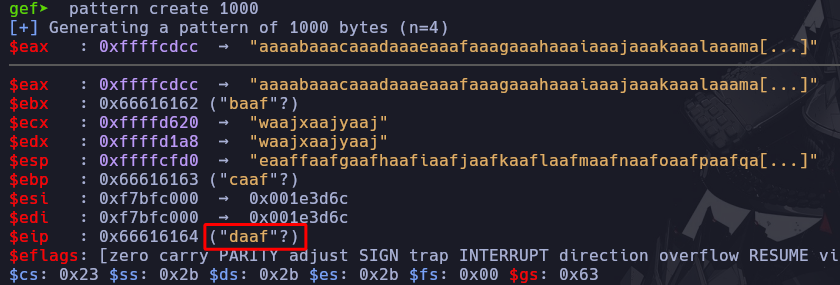 gef➤  pattern create 1000
[+] Generating a pattern of 1000 bytes (n=4)
$eax   : 0xffffcdcc  →  "aaaabaaacaaadaaaeaaafaaagaaahaaaiaaajaaakaaalaaama[...]"
$eax   : 0xffffcdcc  →  "aaaabaaacaaadaaaeaaafaaagaaahaaaiaaajaaakaaalaaama[...]"
$ebx   : 0x66616162 ("baaf"?)
$ecx   : 0xffffd620  →  "waajxaajyaaj"
$edx   : 0xffffd1a8  →  "waajxaajyaaj"
$esp   : 0xffffcfd0  →  "eaaffaafgaafhaafiaafjaafkaaflaafmaafnaafoaafpaafqa[...]"
$ebp   : 0x66616163 ("caaf"?)
$esi   : 0xf7bfc000  →  0x001e3d6c
$edi   : 0xf7bfc000  →  0x001e3d6c
$eip   : 0x66616164 ("daaf"?)
$eflags: [zero carry PARITY adjust SIGN trap INTERRUPT direction overflow RESUME vi
$cs: 0x23 $ss: 0x2b $ds: 0x2b $es: 0x2b $fs: 0x00 $gs: 0x63